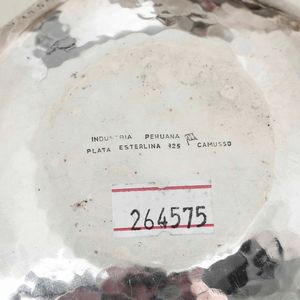 INDUSTRIA PERUANA
PLATA ESTERLINA 925 CAMUSSO
264575